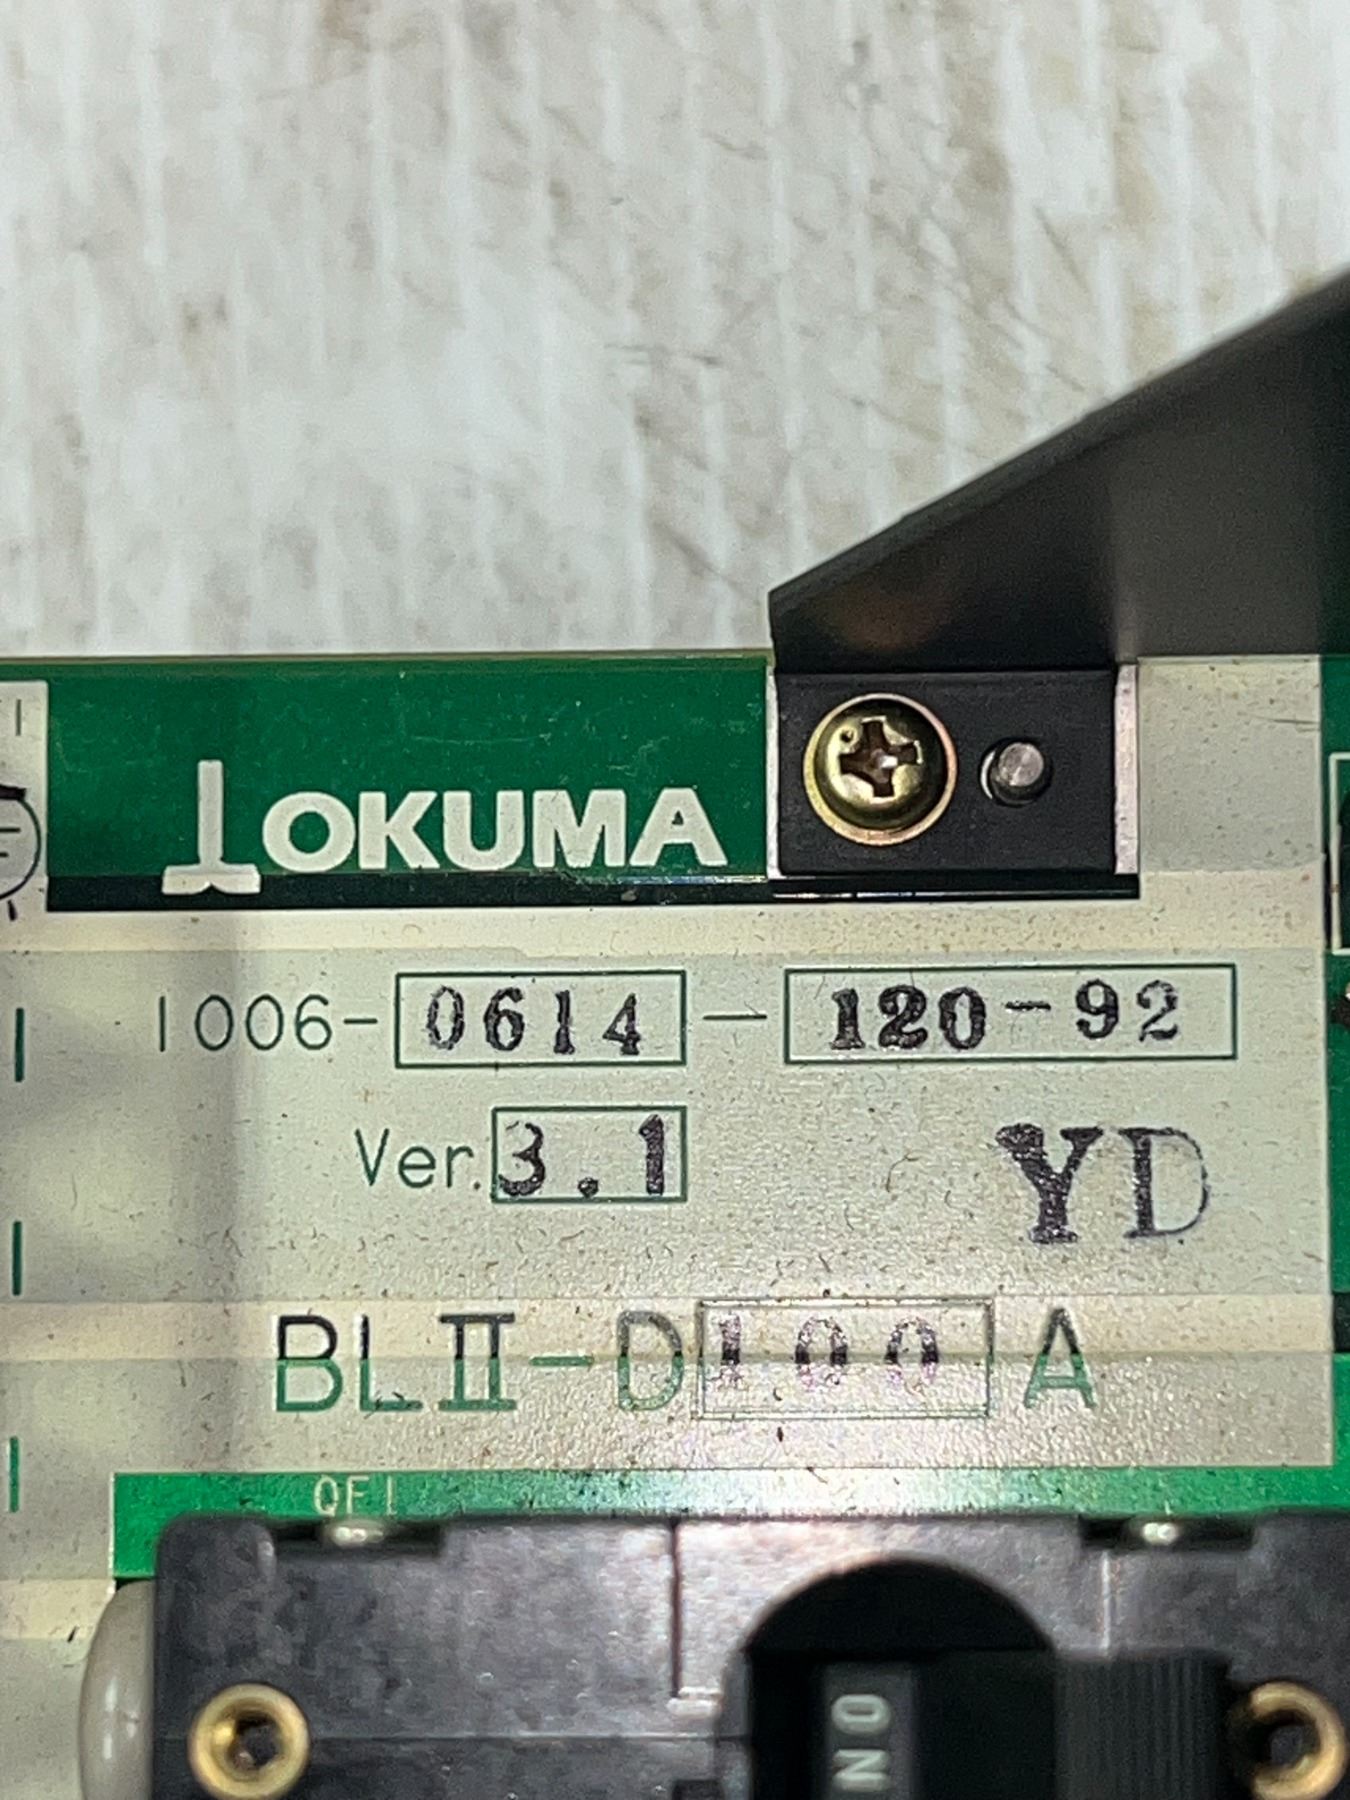 OKUMA
1006-0614-120-92
Ver. 3.1
YD
BLII-D100A
QF1
ON